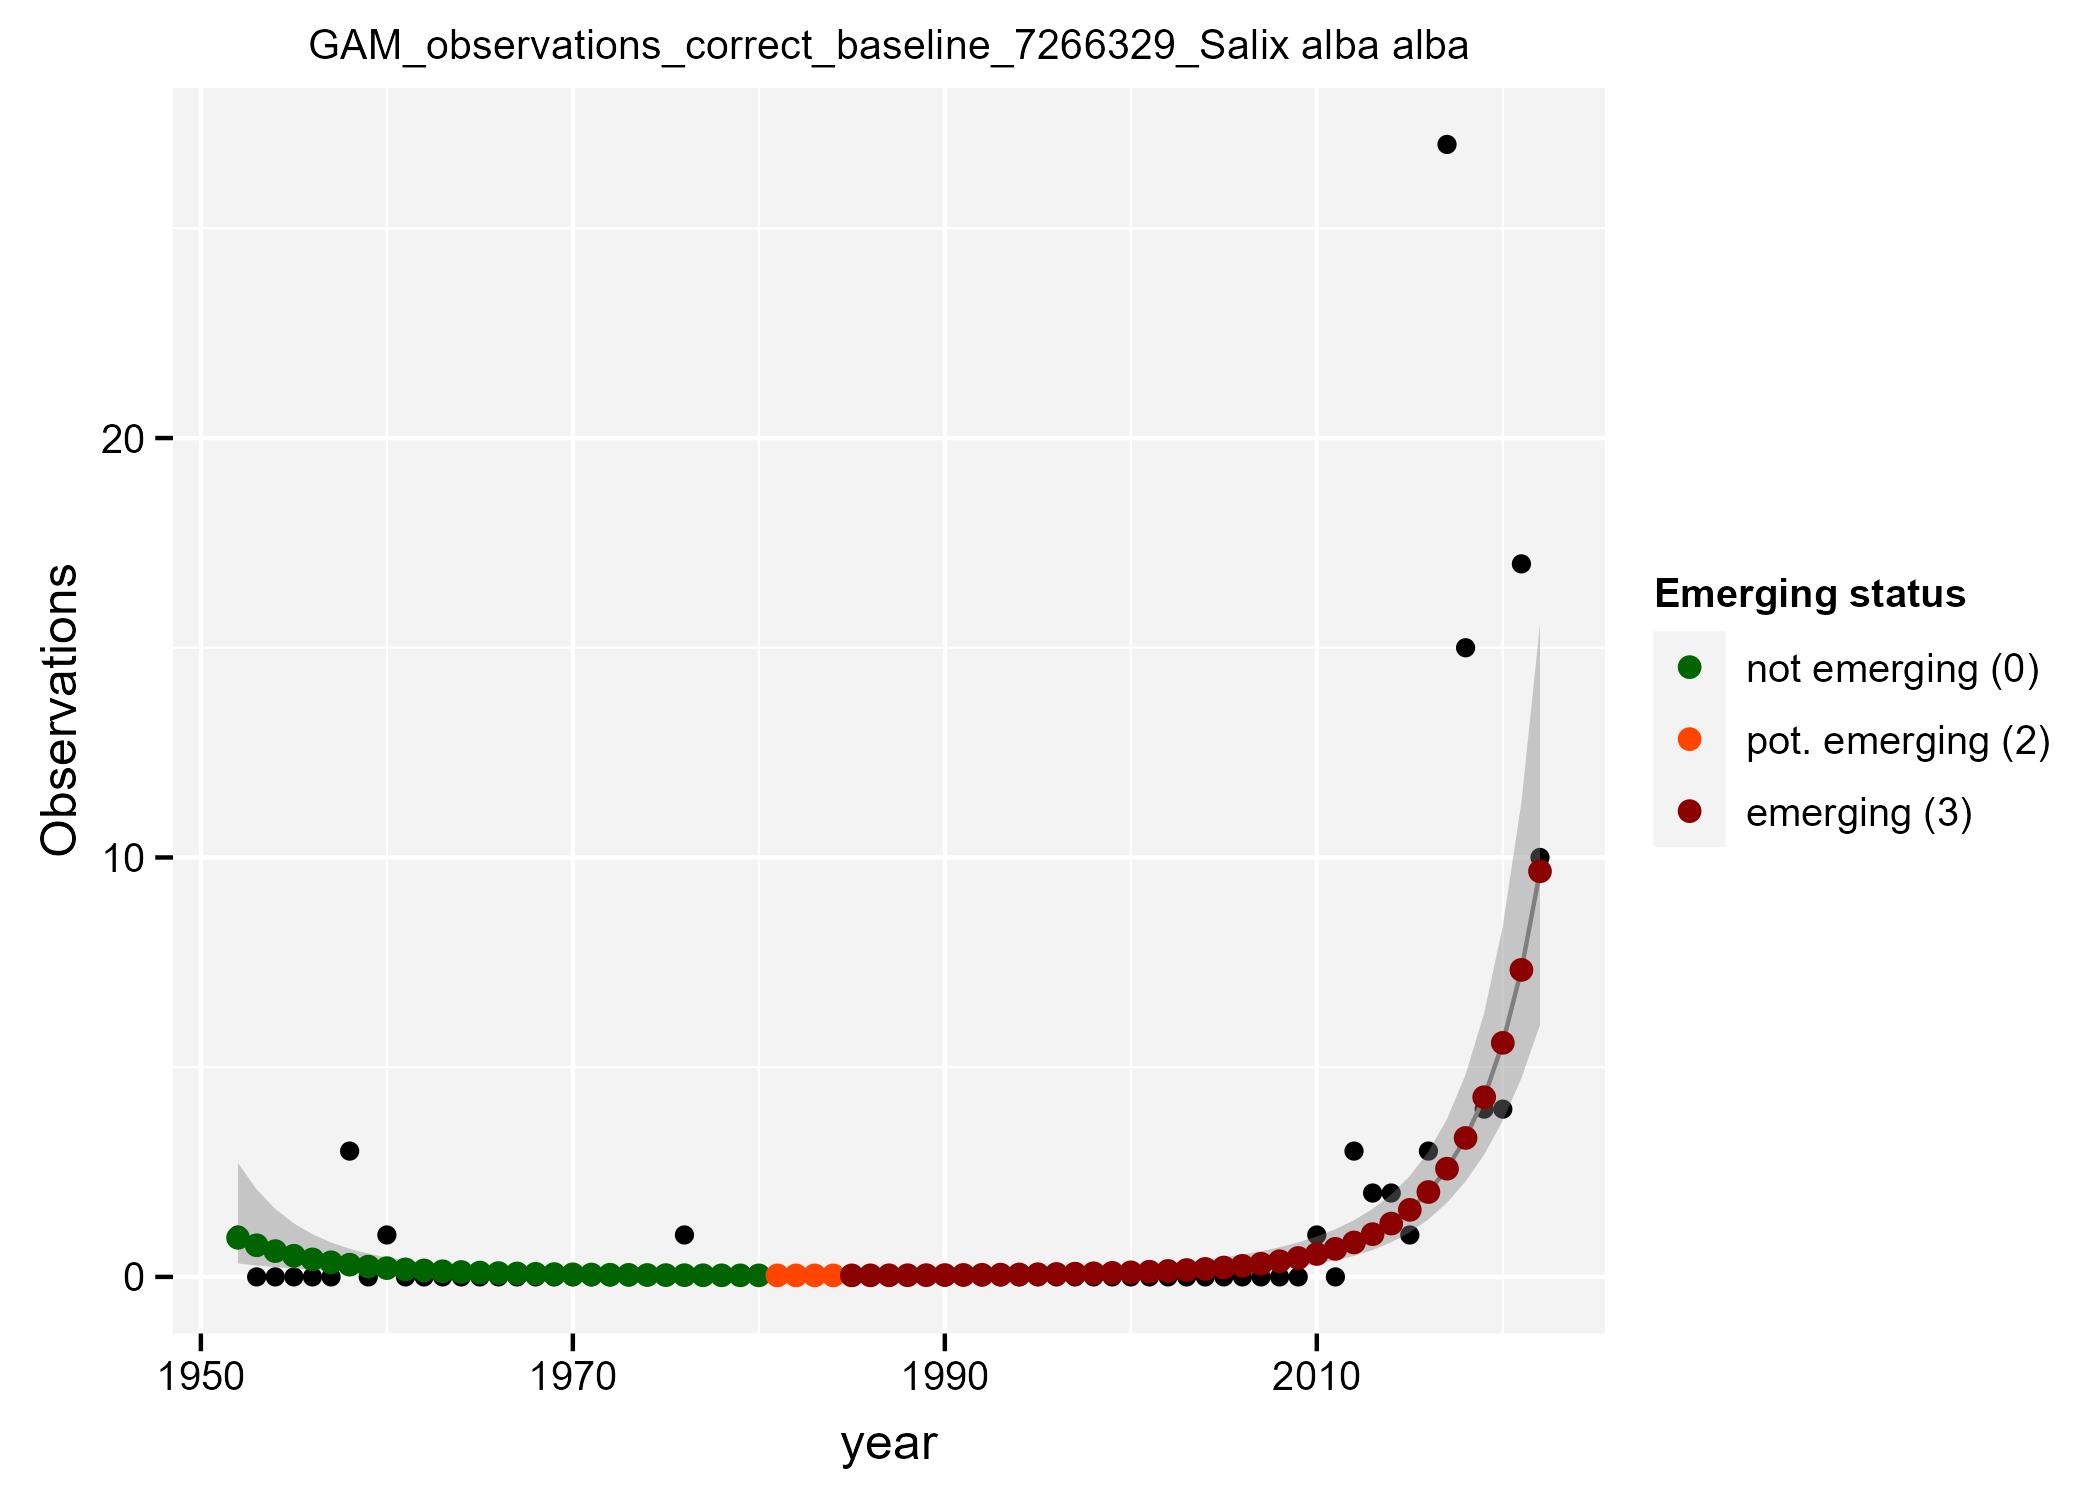 GAM_observations_correct_baseline_7266329_Salix alba alba
Observations
20
10
0
1950
1970
1990
2010
year
Emerging status
not emerging (0)
pot. emerging (2)
emerging (3)